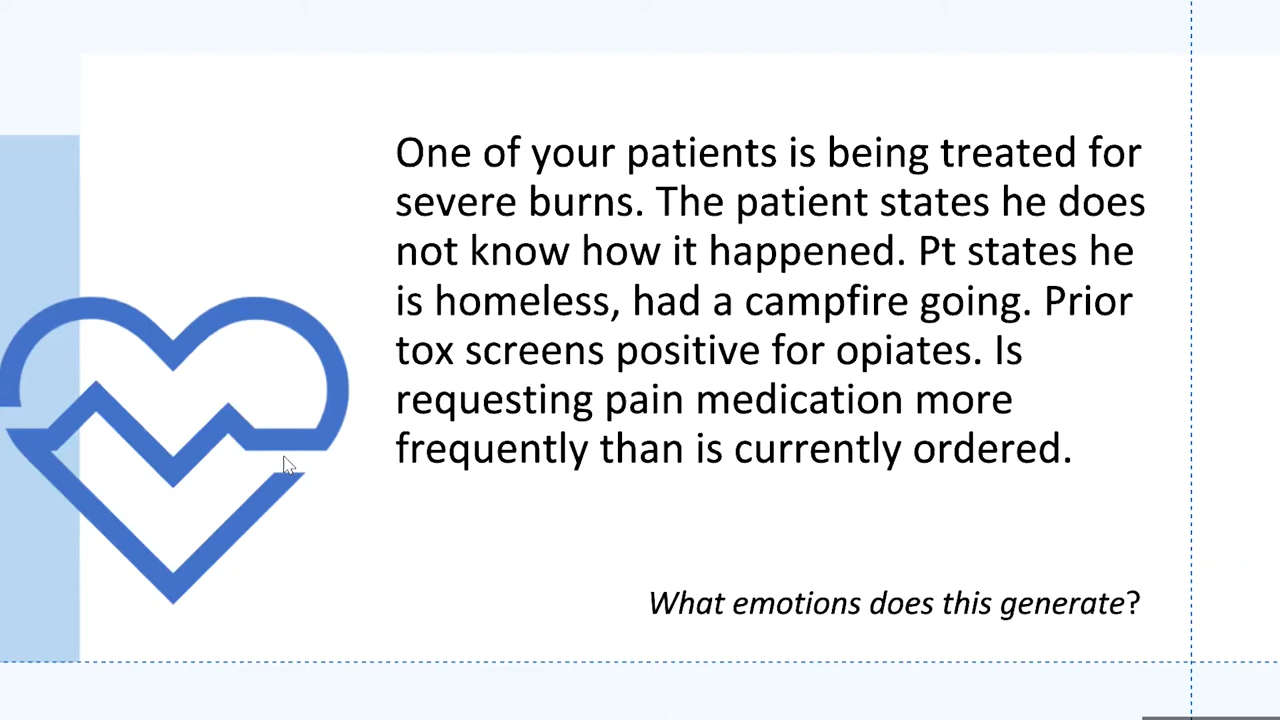 One of your patients is being treated for
severe burns. The patient states he does
not know how it happened. Pt states he
is homeless, had a campfire going. Prior
tox screens positive for opiates. Is
requesting pain medication more
frequently than is currently ordered.
What emotions does this generate?